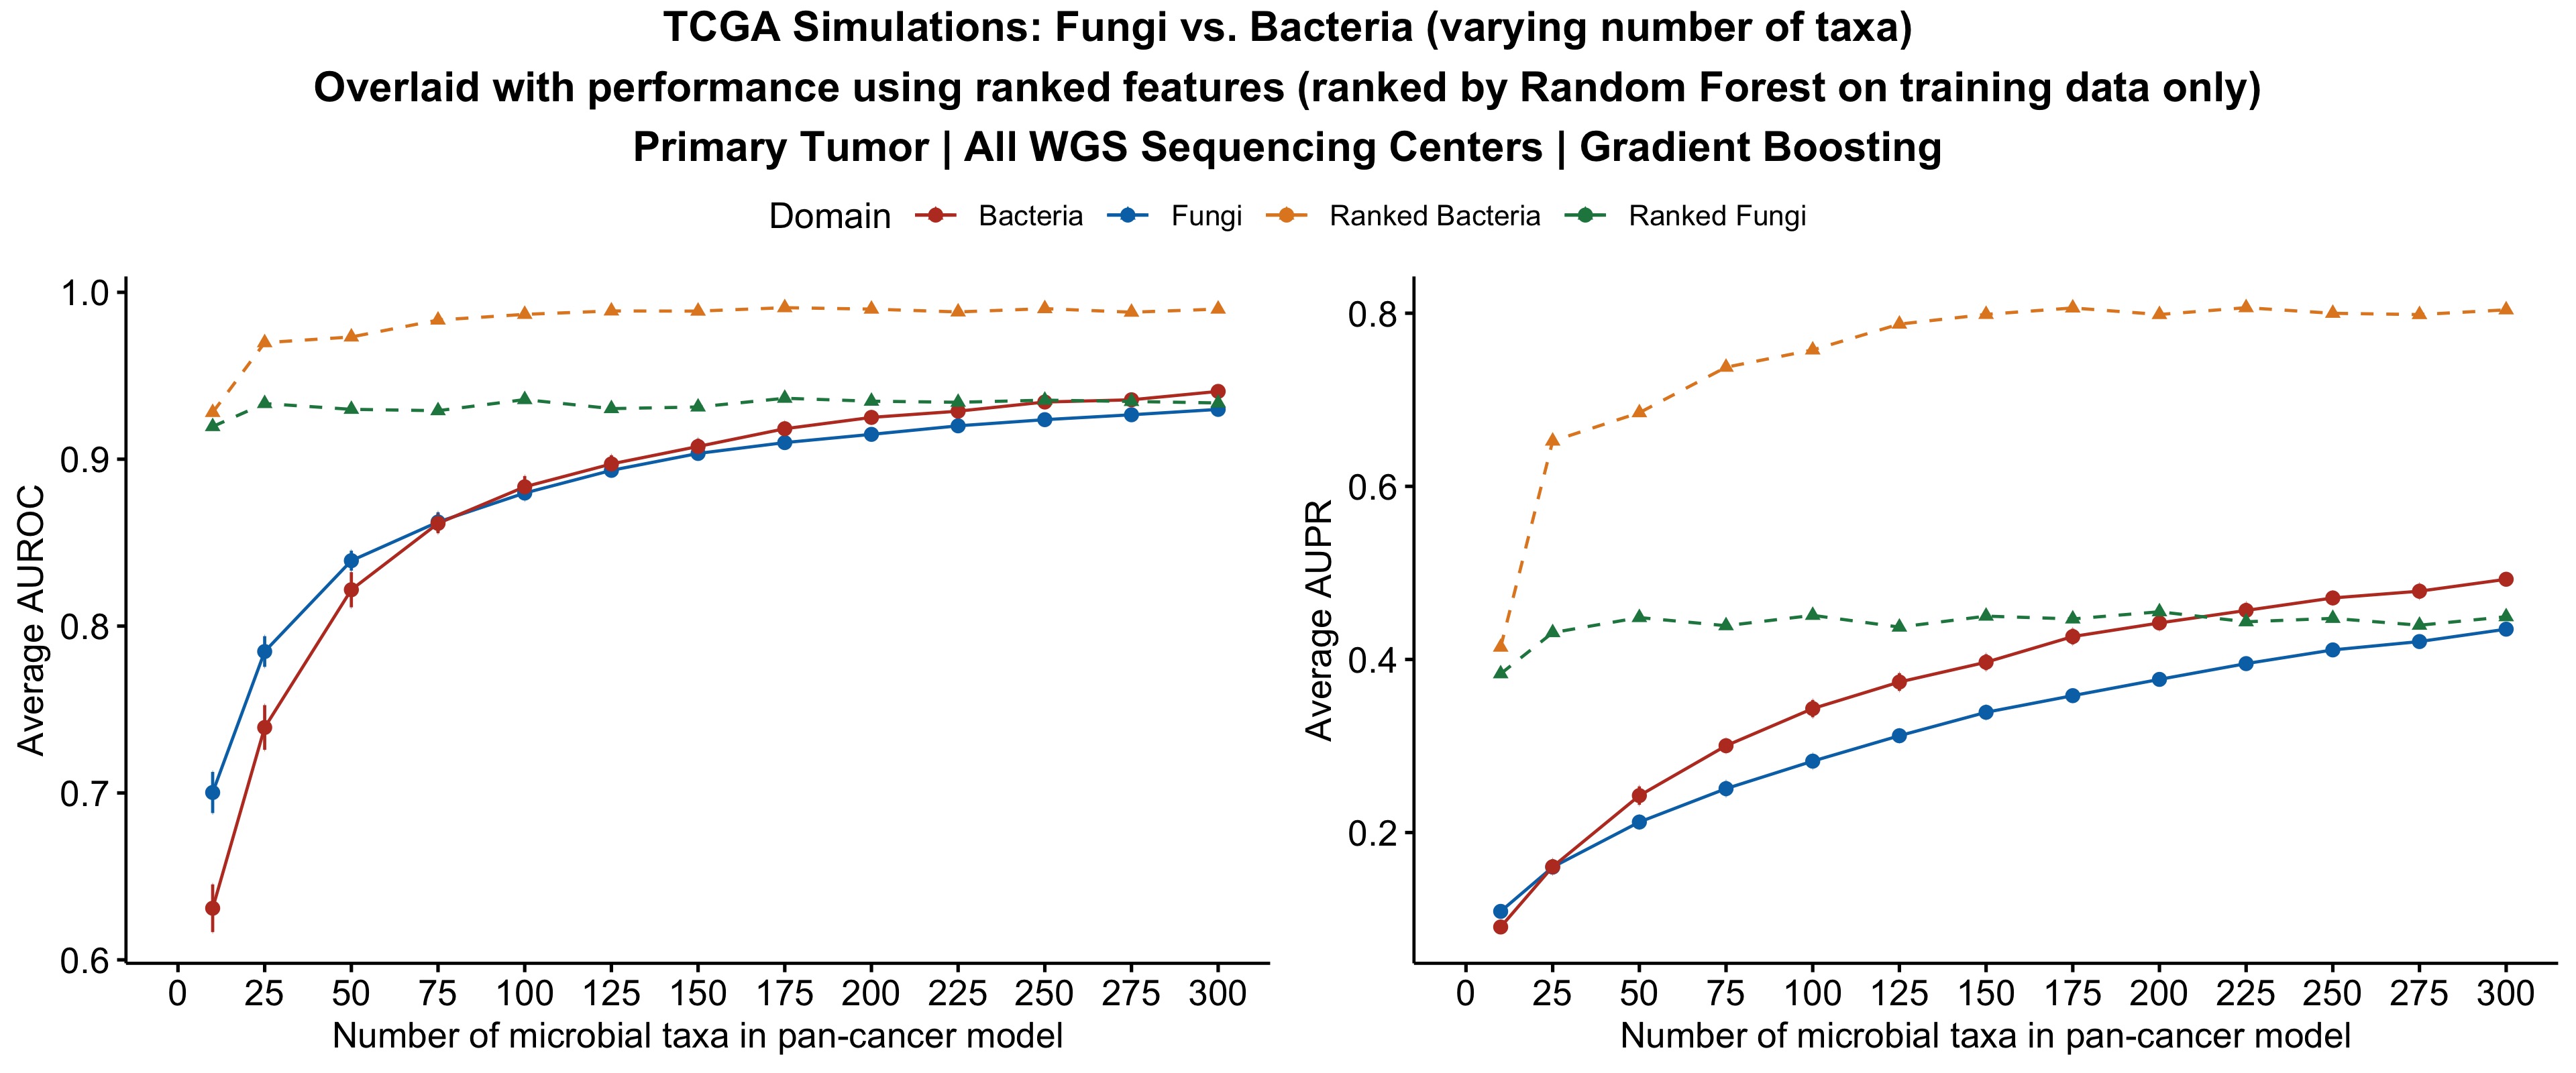 TCGA Simulations: Fungi vs. Bacteria (varying number of taxa)
Overlaid with performance using ranked features (ranked by Random Forest on training data only)
Primary Tumor | All WGS Sequencing Centers | Gradient Boosting
Domain Bacteria Fungi Ranked Bacteria Ranked Fungi
Average AUROC
1.0
0.9
0.8
0.7
0.6
0 25 50 75 100 125 150 175 200 225 250 275 300
Number of microbial taxa in pan-cancer model
Average AUPR
0.8
0.6
0.4
0.2
0 25 50 75 100 125 150 175 200 225 250 275 300
Number of microbial taxa in pan-cancer model